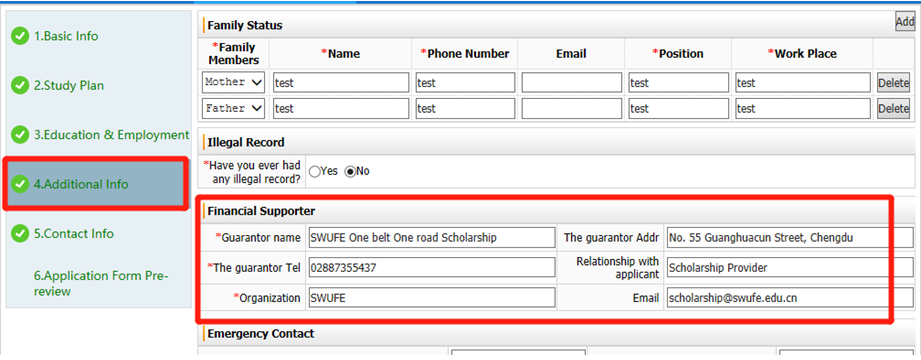 1.Basic Info
2.Study Plan
3.Education & Employment
4.Additional Info
5.Contact Info
6.Application Form Pre-
review
Family Status
Add
*Family
Members
*Name
*Phone Number
Email
*Position
*Work Place
Mother test test test test Delete
Father test test test test Delete
Illegal Record
*Have you ever had
any illegal record?
Yes No
Financial Supporter
*Guarantor name SWUFE One belt One road Scholarship The guarantor Addr No. 55 Guanghuacun Street, Chengdu
*The guarantor Tel 02887355437 Relationship with
applicant Scholarship Provider
*Organization SWUFE Email scholarship@swufe.edu.cn
Emergency Contact